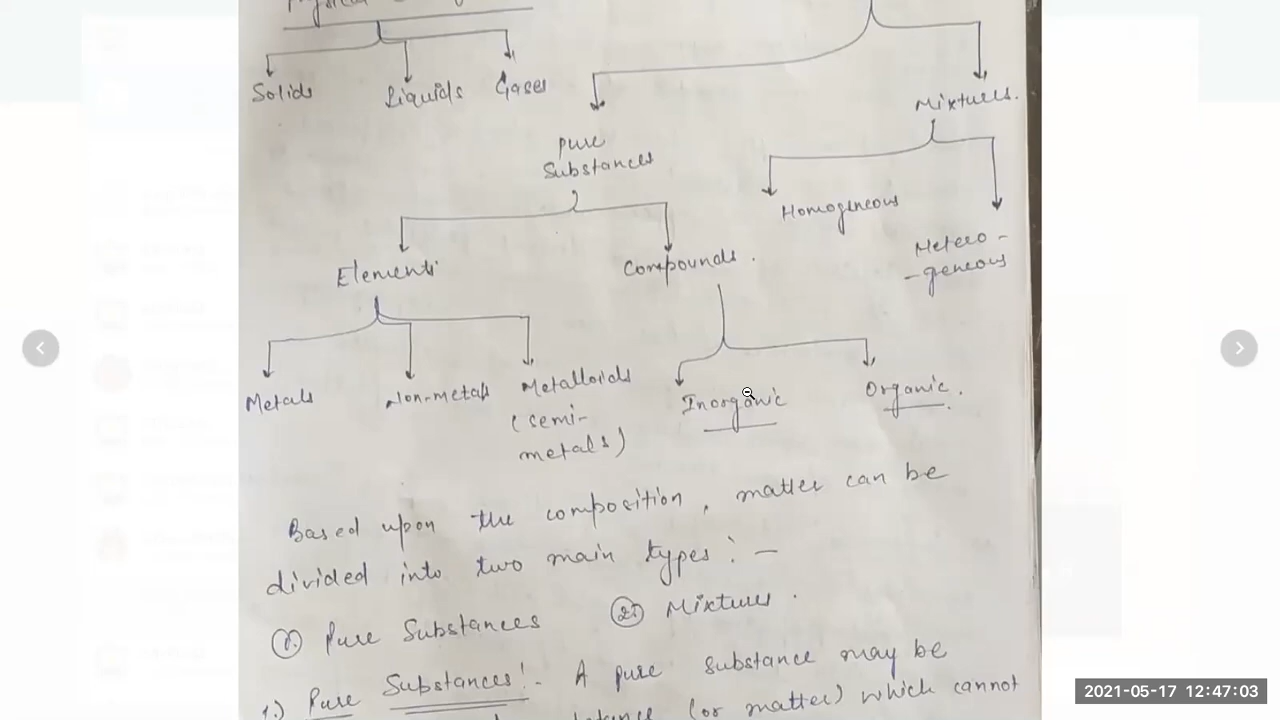 Physical
Solids Liquids Gases
Mixtures.
Pure
Substances
Homogeneous
Hetero -
- geneous
Elements
Compounds.
Metals Non-metals Metalloids
(semi-
metals)
Inorganic Organic.
Based upon the composition, matter can be
divided into two main types: -
① Pure Substances ② Mixtures.
1.) Pure Substances:- A pure substance may be
(or matter) which cannot
2021-05-17 12:47:03